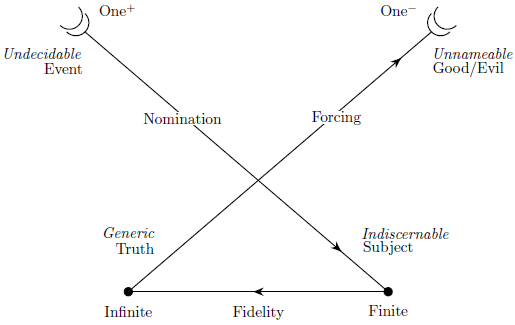 One⁺
One⁻
Undecidable
Event
Unnameable
Good/Evil
Nomination
Forcing
Generic
Truth
Indiscernable
Subject
Infinite
Fidelity
Finite